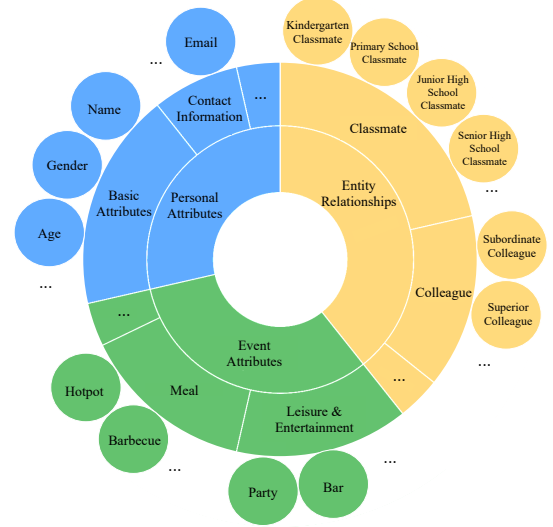 Kindergarten
Classmate
Primary School
Classmate
Junior High
School
Classmate
Senior High
School
Classmate
...
Email
...
Name
Gender
Age
...
Contact
Information
...
Basic
Attributes
Personal
Attributes
Classmate
Entity
Relationships
Colleague
...
Subordinate
Colleague
Superior
Colleague
...
Event
Attributes
...
Meal
Leisure &
Entertainment
Hotpot
Barbecue
...
Party
Bar
...